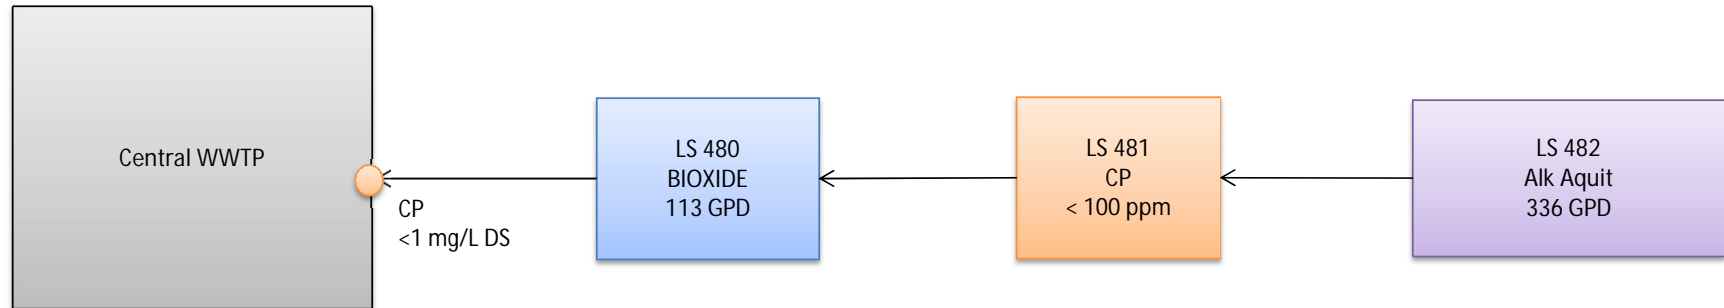 Central WWTP
CP
<1 mg/L DS
LS 480
BIOXIDE
113 GPD
LS 481
CP
< 100 ppm
LS 482
Alk Aquit
336 GPD